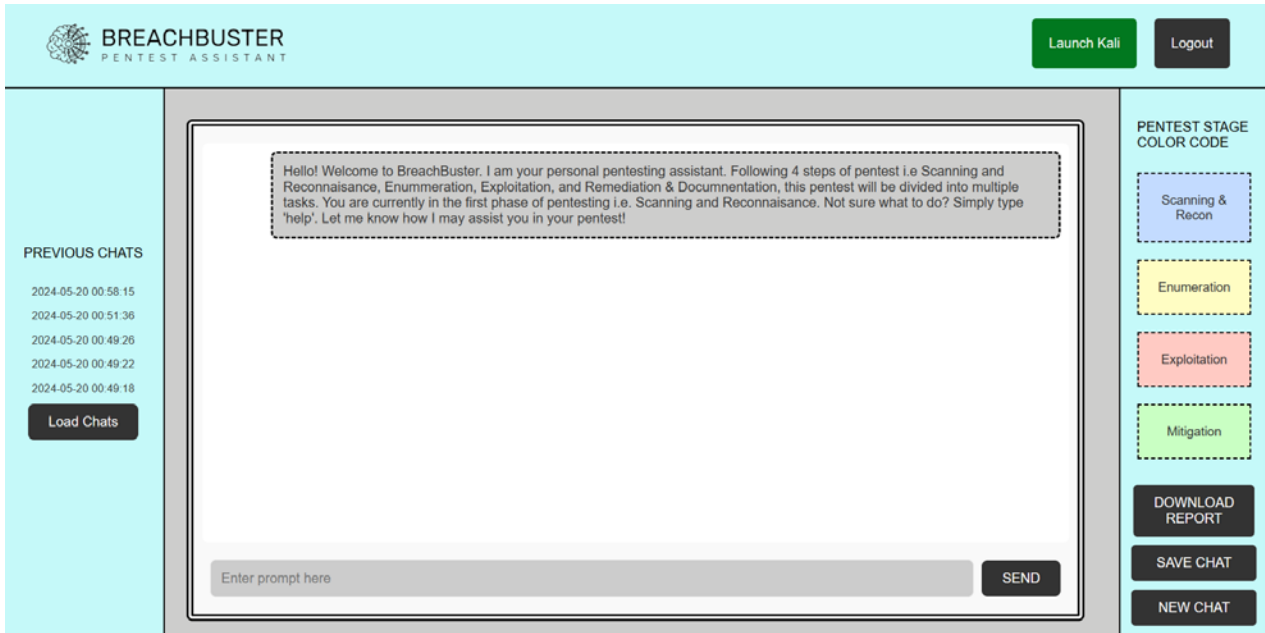 BREACHBUSTER
PENTEST ASSISTANT
Launch Kali
Logout
PREVIOUS CHATS
2024-05-20 00:58:15
2024-05-20 00:51:36
2024-05-20 00:49:26
2024-05-20 00:49:22
2024-05-20 00:49:18
Load Chats
Hello! Welcome to BreachBuster. I am your personal pentesting assistant. Following 4 steps of pentest i.e Scanning and
Reconnaisance, Enummeration, Exploitation, and Remediation & Documnentation, this pentest will be divided into multiple
tasks. You are currently in the first phase of pentesting i.e. Scanning and Reconnaisance. Not sure what to do? Simply type
'help'. Let me know how I may assist you in your pentest!
Enter prompt here
SEND
PENTEST STAGE
COLOR CODE
Scanning &
Recon
Enumeration
Exploitation
Mitigation
DOWNLOAD
REPORT
SAVE CHAT
NEW CHAT